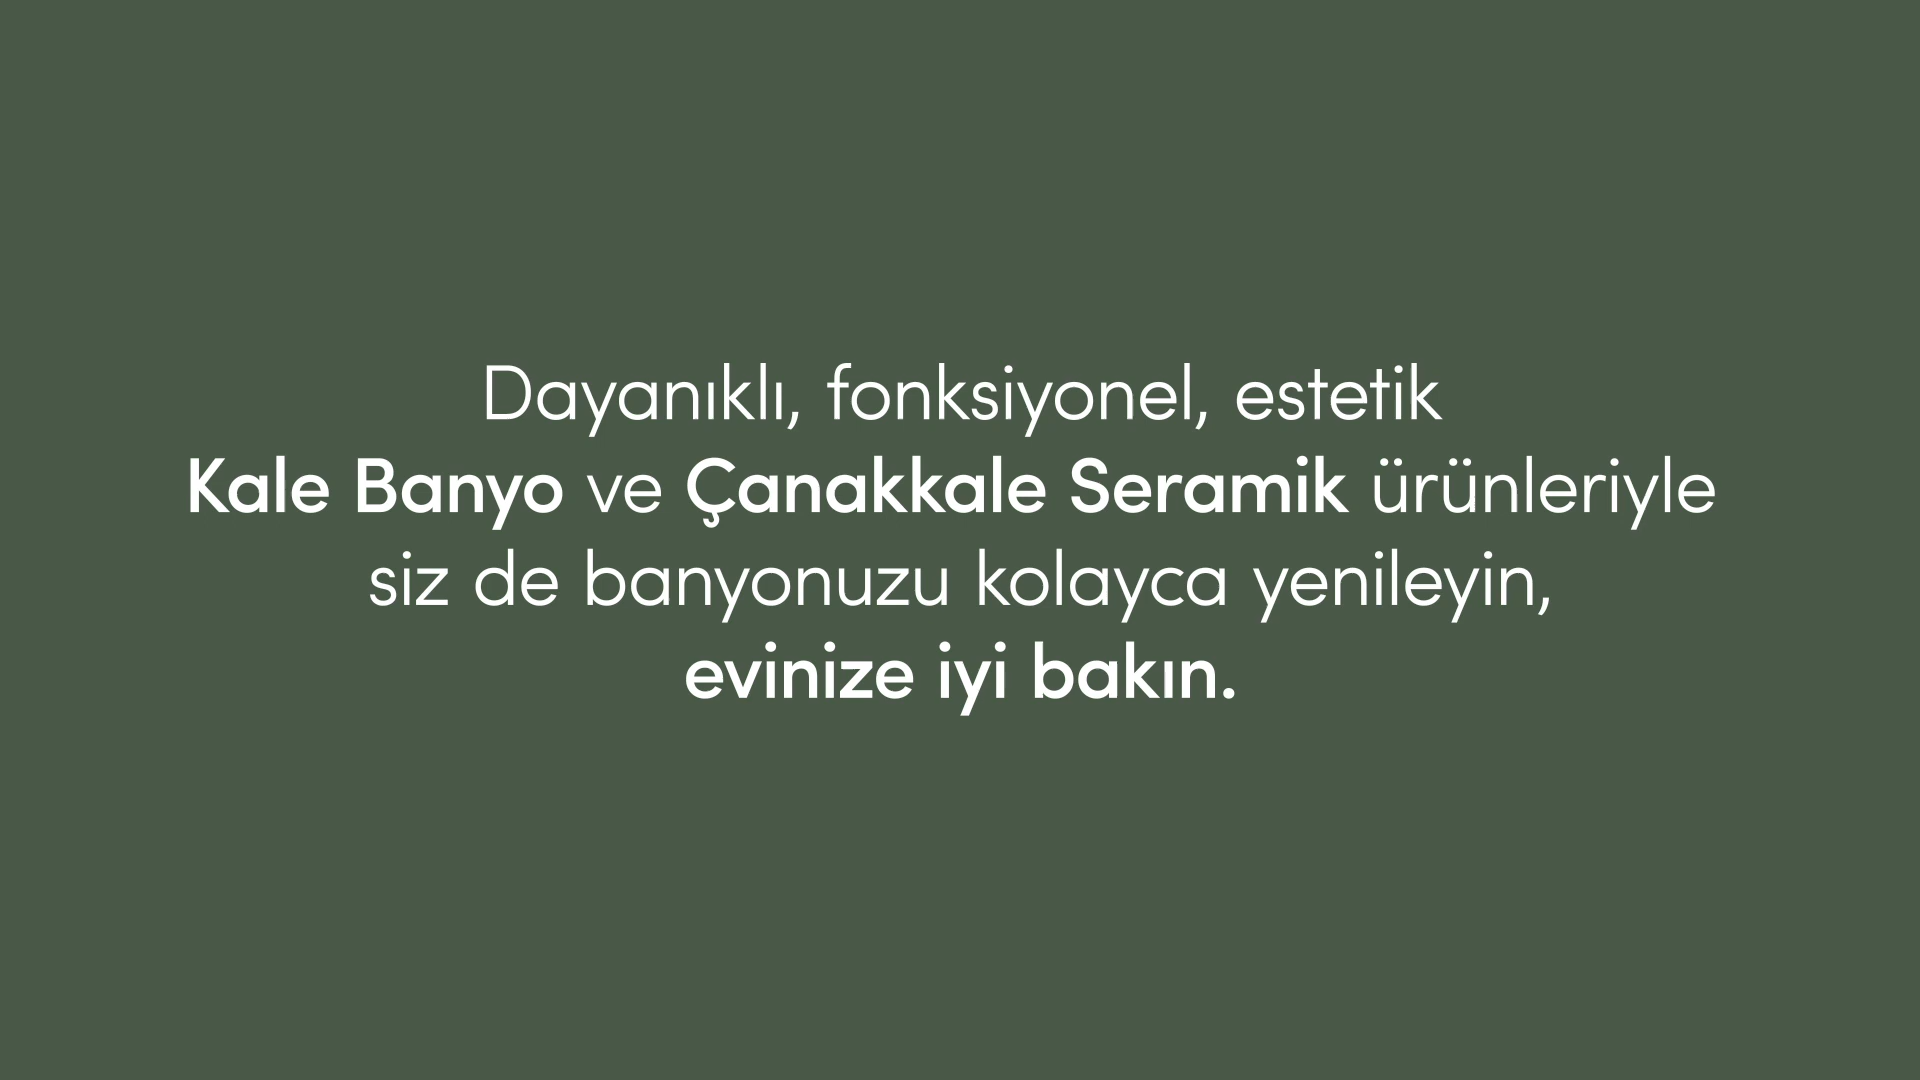 Dayanıklı, fonksiyonel, estetik
Kale Banyo ve Çanakkale Seramik ürünleriyle
siz de banyonuzu kolayca yenileyin,
evinize iyi bakın.